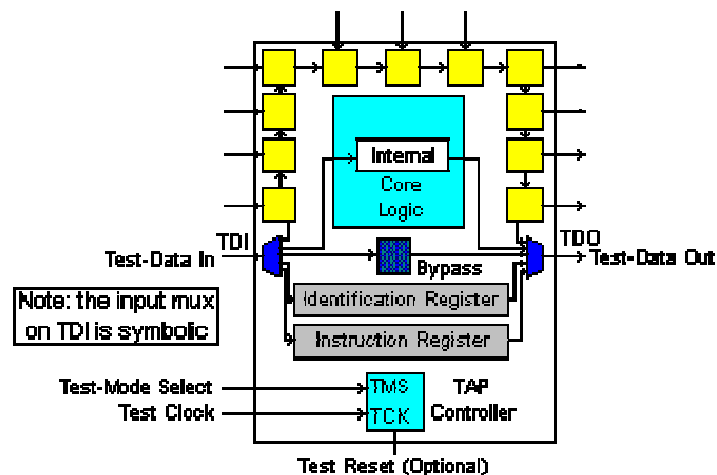 Internal
Core
Logic
TDI
TDO
Test-Data In
Test-Data Out
Bypass
Note: the input mux
on TDI is symbolic
Identification Register
Instruction Register
Test-Mode Select
TMS
TAP
Test Clock
TCK
Controller
Test Reset (Optional)